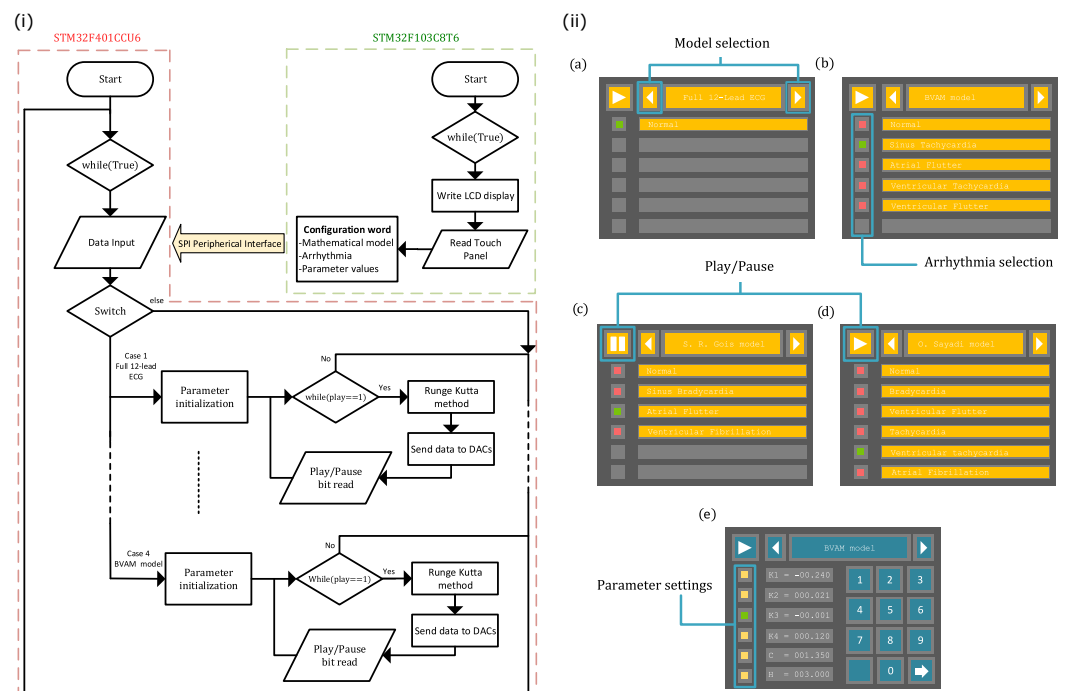 (i)
STM32F401CCU6
STM32F103C8T6
Start
while(True)
Data Input
Switch
else
SPI Peripherical Interface
Start
while(True)
Write LCD display
Read Touch
Panel
Configuration word
-Mathematical model
-Arrhythmia
-Parameter values
Case 1
Full 12-lead
ECG
Parameter
initialization
No
while(play==1)
Yes
Runge Kutta
method
Send data to DACs
Play/Pause
bit read
Case 4
BVAM model
Parameter
initialization
No
While(play==1)
Yes
Runge Kutta
method
Send data to DACs
Play/Pause
bit read
(ii)
Model selection
(a)
Full 12-Lead ECG
Normal
(b)
BVAM model
Normal
Sinus Tachycardia
Atrial Flutter
Ventricular Tachycardia
Ventricular Flutter
Arrhythmia selection
Play/Pause
(c)
S. R. Gois model
Normal
Sinus Bradycardia
Atrial Flutter
Ventricular Fibrillation
(d)
O. Sayadi model
Normal
Bradycardia
Ventricular Flutter
Tachycardia
Ventricular tachycardia
Atrial Fibrillation
(e)
BVAM model
Parameter settings
K1 = -00.240
K2 = 000.021
K3 = -00.001
K4 = 000.120
C = 001.350
H = 003.000
1 2 3
4 5 6
7 8 9
0